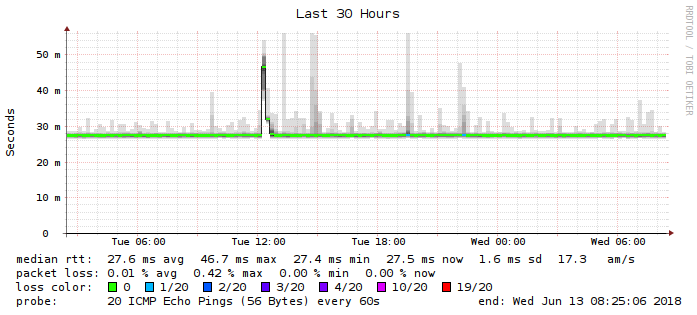 Last 30 Hours
RRDTOOL / TOBI OETIKER
Seconds
50 m
40 m
30 m
20 m
10 m
0
Tue 06:00 Tue 12:00 Tue 18:00 Wed 00:00 Wed 06:00
median rtt: 27.6 ms avg 46.7 ms max 27.4 ms min 27.5 ms now 1.6 ms sd 17.3 am/s
packet loss: 0.01 % avg 0.42 % max 0.00 % min 0.00 % now
loss color: 0 1/20 2/20 3/20 4/20 10/20 19/20
probe: 20 ICMP Echo Pings (56 Bytes) every 60s end: Wed Jun 13 08:25:06 2018